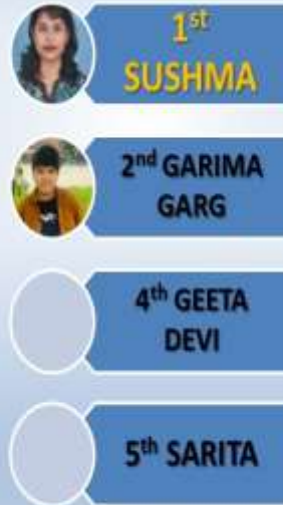 1st
SUSHMA
2nd GARIMA
GARG
4th GEETA
DEVI
5th SARITA